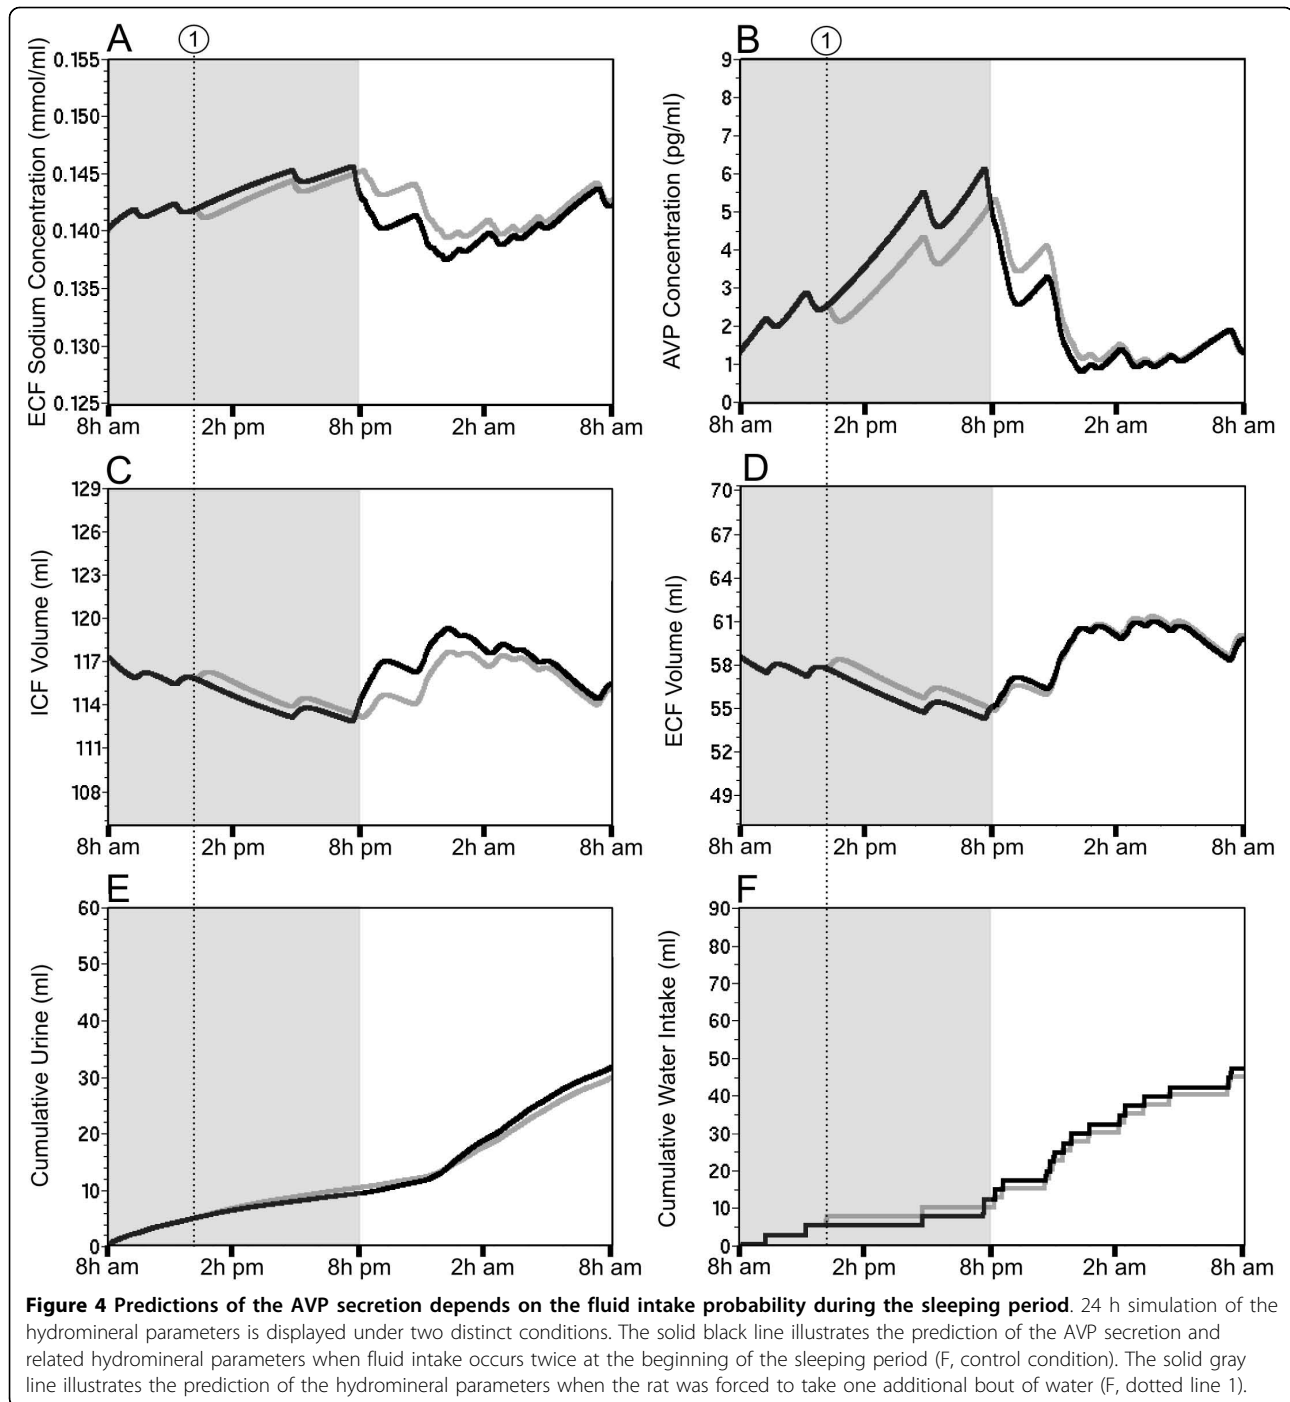 A
B
1
1
ECF Sodium Concentration (mmol/ml)
0.155
0.150
0.145
0.140
0.135
0.130
0.125
8h am 2h pm 8h pm 2h am 8h am
AVP Concentration (pg/ml)
9
8
7
6
5
4
3
2
1
0
8h am 2h pm 8h pm 2h am 8h am
C
ICF Volume (ml)
129
126
123
120
117
114
111
108
8h am 2h pm 8h pm 2h am 8h am
D
ECF Volume (ml)
70
67
64
61
58
55
52
49
8h am 2h pm 8h pm 2h am 8h am
E
Cumulative Urine (ml)
60
50
40
30
20
10
0
8h am 2h pm 8h pm 2h am 8h am
F
Cumulative Water Intake (ml)
90
80
70
60
50
40
30
20
10
0
8h am 2h pm 8h pm 2h am 8h am
Figure 4 Predictions of the AVP secretion depends on the fluid intake probability during the sleeping period. 24 h simulation of the
hydromineral parameters is displayed under two distinct conditions. The solid black line illustrates the prediction of the AVP secretion and
related hydromineral parameters when fluid intake occurs twice at the beginning of the sleeping period (F, control condition). The solid gray
line illustrates the prediction of the hydromineral parameters when the rat was forced to take one additional bout of water (F, dotted line 1).